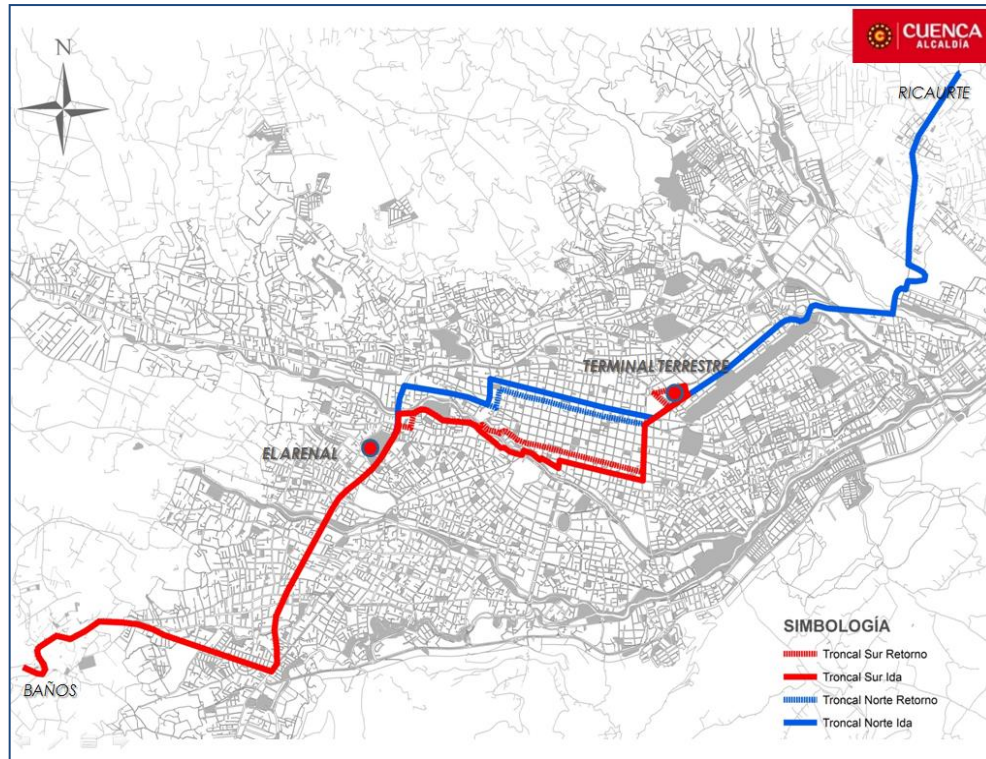 CUENCA
ALCALDÍA
N
RICAURTE
TERMINAL TERRESTRE
EL ARENAL
BAÑOS
SIMBOLOGÍA
Troncal Sur Retorno
Troncal Sur Ida
Troncal Norte Retorno
Troncal Norte Ida